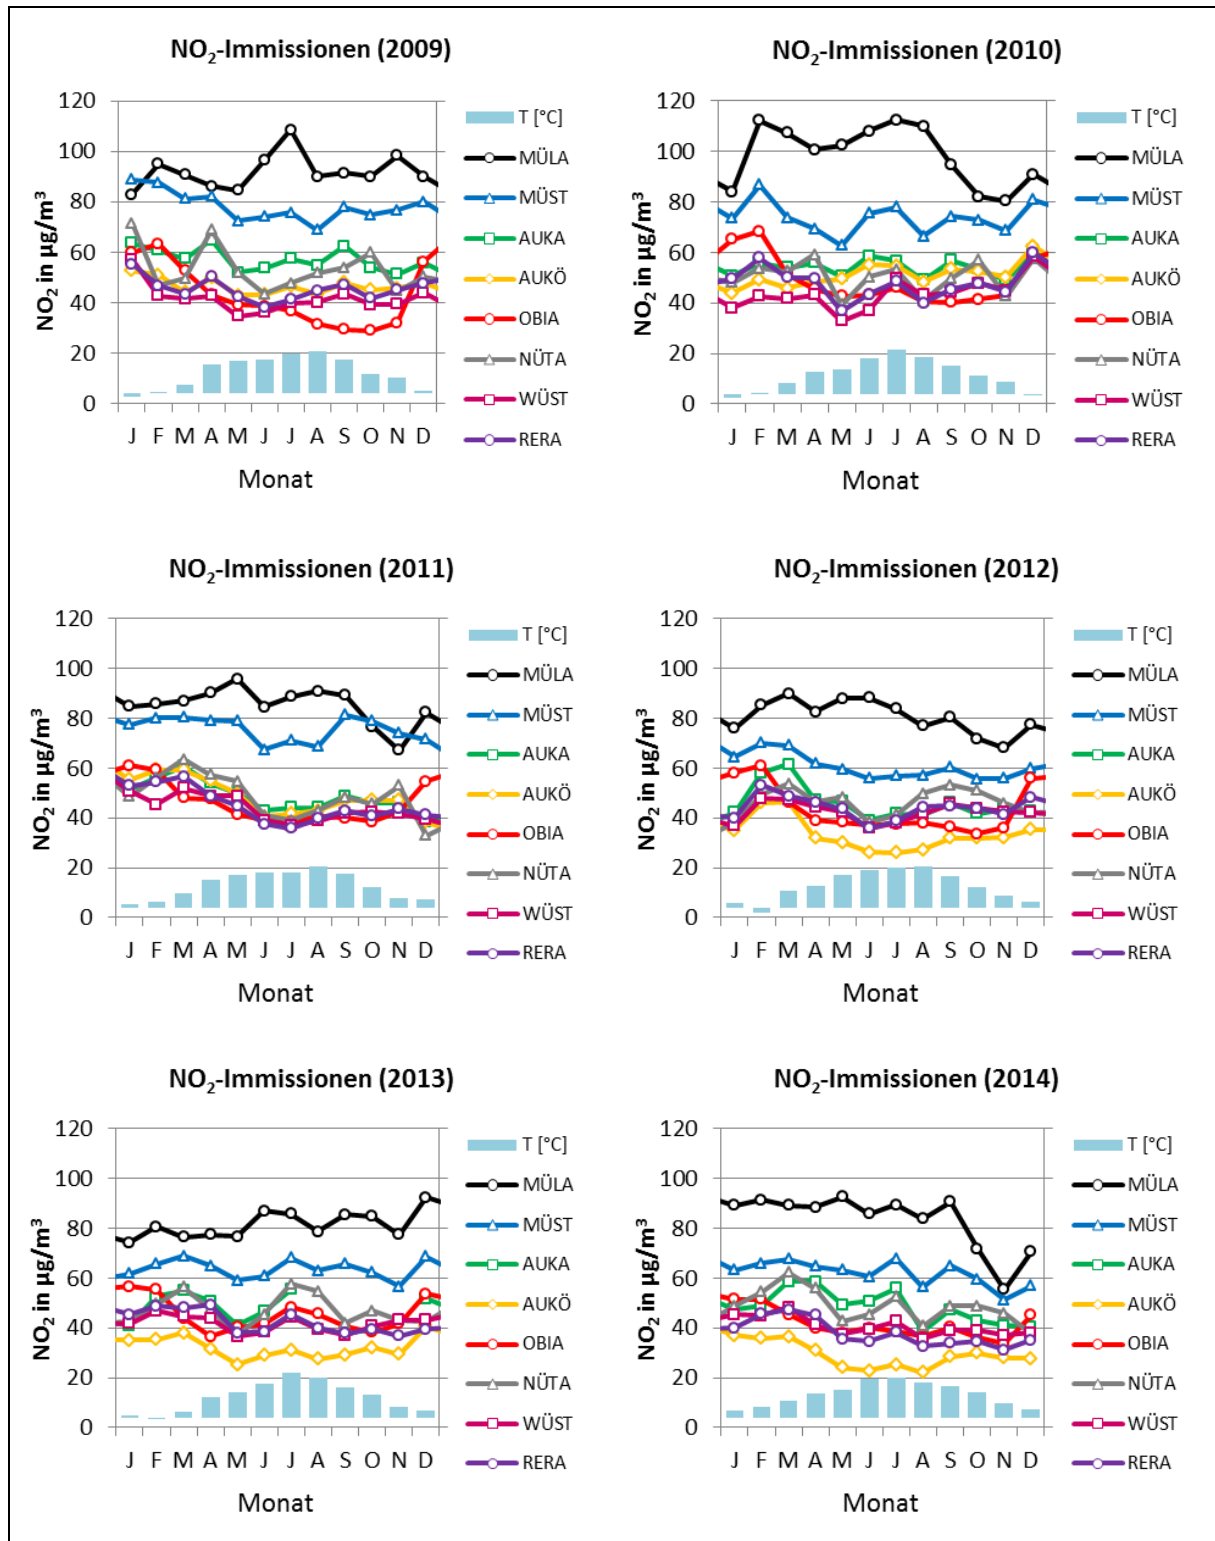 NO₂-Immissionen (2009)
NO₂ in µg/m³
120
100
80
60
40
20
0
J F M A M J J A S O N D
Monat
T [°C]
MÜLA
MÜST
AUKA
AUKÖ
OBIA
NÜTA
WÜST
RERA
NO₂-Immissionen (2010)
NO₂ in µg/m³
120
100
80
60
40
20
0
J F M A M J J A S O N D
Monat
T [°C]
MÜLA
MÜST
AUKA
AUKÖ
OBIA
NÜTA
WÜST
RERA
NO₂-Immissionen (2011)
NO₂ in µg/m³
120
100
80
60
40
20
0
J F M A M J J A S O N D
Monat
T [°C]
MÜLA
MÜST
AUKA
AUKÖ
OBIA
NÜTA
WÜST
RERA
NO₂-Immissionen (2012)
NO₂ in µg/m³
120
100
80
60
40
20
0
J F M A M J J A S O N D
Monat
T [°C]
MÜLA
MÜST
AUKA
AUKÖ
OBIA
NÜTA
WÜST
RERA
NO₂-Immissionen (2013)
NO₂ in µg/m³
120
100
80
60
40
20
0
J F M A M J J A S O N D
Monat
T [°C]
MÜLA
MÜST
AUKA
AUKÖ
OBIA
NÜTA
WÜST
RERA
NO₂-Immissionen (2014)
NO₂ in µg/m³
120
100
80
60
40
20
0
J F M A M J J A S O N D
Monat
T [°C]
MÜLA
MÜST
AUKA
AUKÖ
OBIA
NÜTA
WÜST
RERA